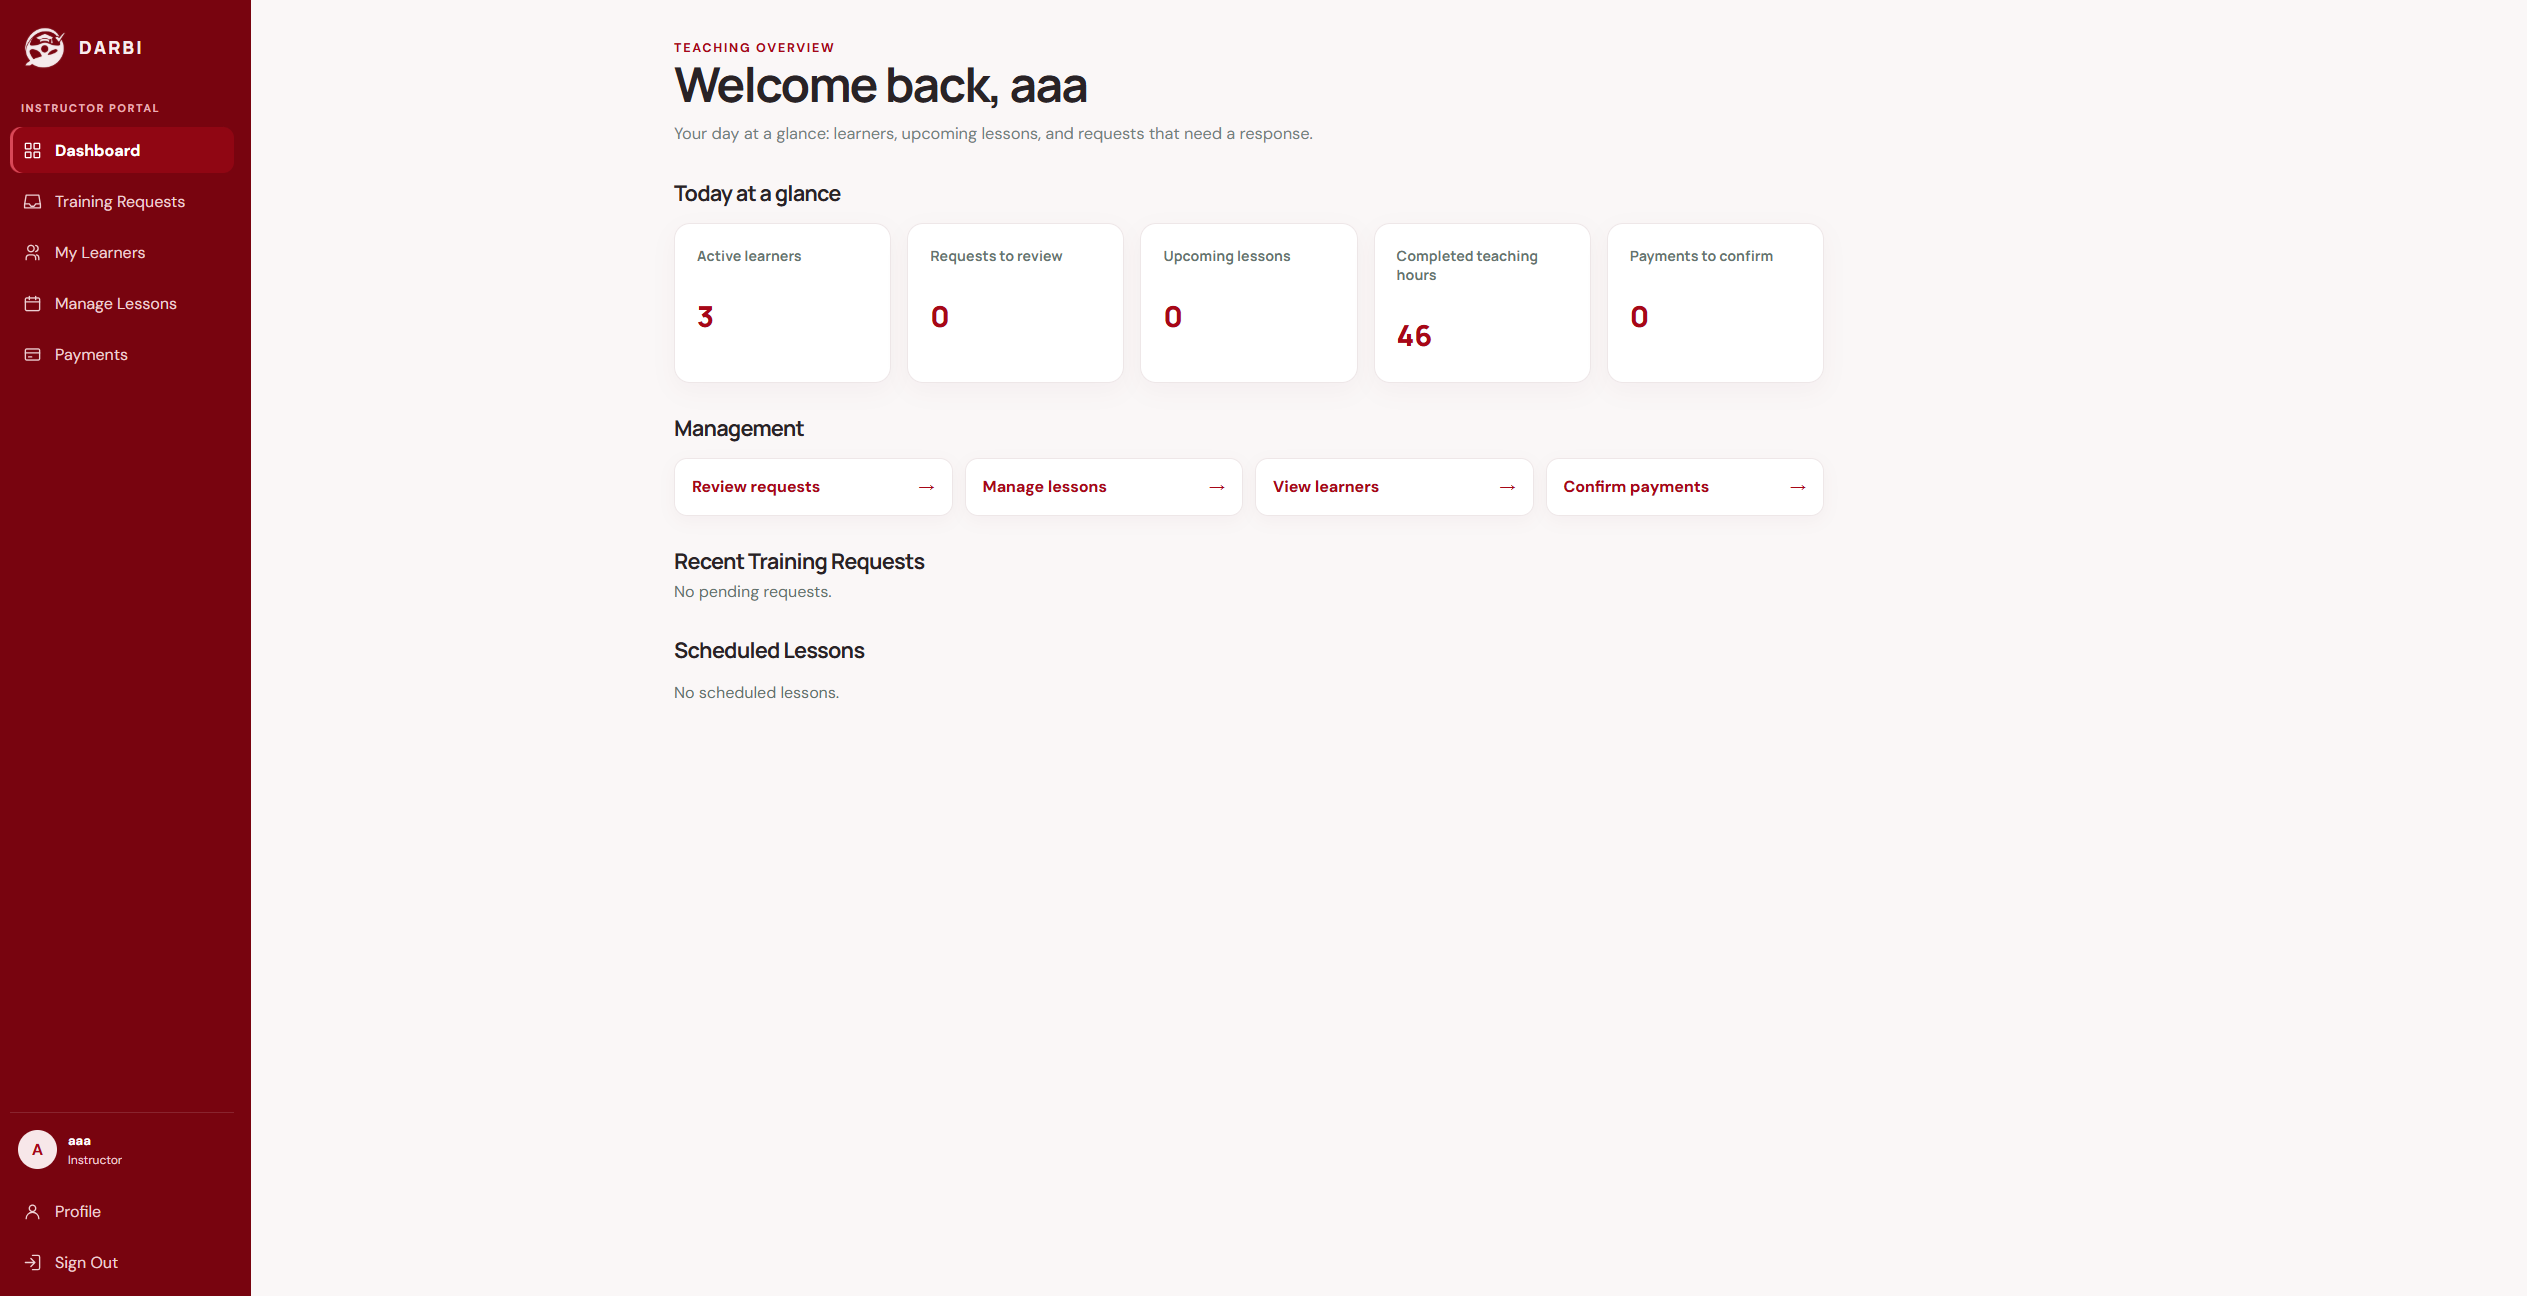 DARBI
INSTRUCTOR PORTAL
Dashboard
Training Requests
My Learners
Manage Lessons
Payments
aaa
A
Instructor
Profile
Sign Out
TEACHING OVERVIEW
Welcome back, aaa
Your day at a glance: learners, upcoming lessons, and requests that need a response.
Today at a glance
Active learners
3
Requests to review
0
Upcoming lessons
0
Completed teaching
hours
46
Payments to confirm
0
Management
Review requests →
Manage lessons →
View learners →
Confirm payments →
Recent Training Requests
No pending requests.
Scheduled Lessons
No scheduled lessons.